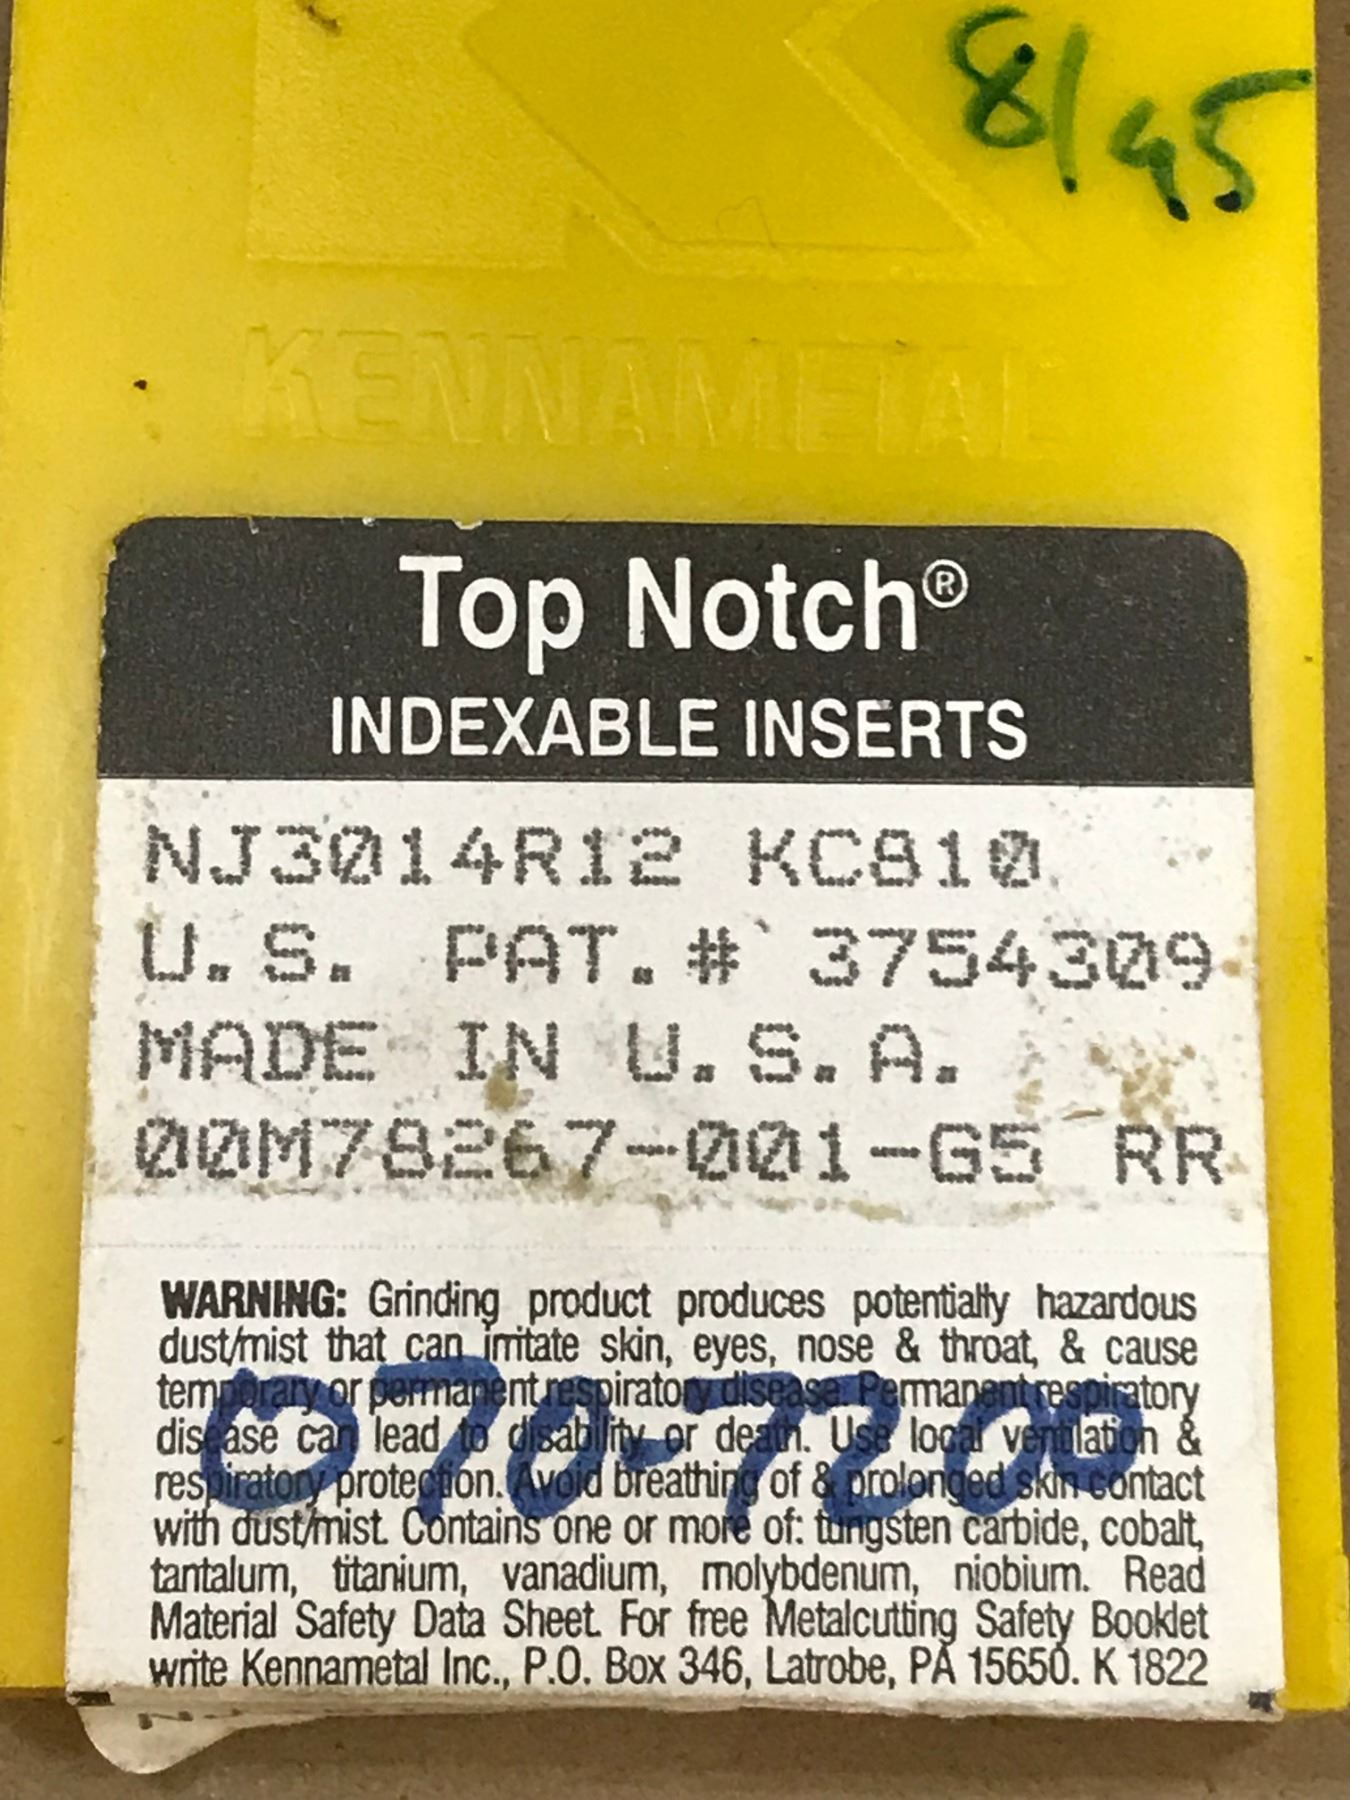 8/95
KENNAMETAL
Top Notch®
INDEXABLE INSERTS
NJ3014R12 KC810
U.S. PAT.# 3754309
MADE IN U.S.A.
00M78267-001-G5 RR
WARNING: Grinding product produces potentially hazardous
dust/mist that can irritate skin, eyes, nose & throat, & cause
temporary or permanent respiratory disease. Permanent respiratory
disease can lead to disability or death. Use local ventilation &
respiratory protection. Avoid breathing of & prolonged skin contact
with dust/mist. Contains one or more of: tungsten carbide, cobalt,
tantalum, titanium, vanadium, molybdenum, niobium. Read
Material Safety Data Sheet. For free Metalcutting Safety Booklet
write Kennametal Inc., P.O. Box 346, Latrobe, PA 15650. K 1822
070-7200